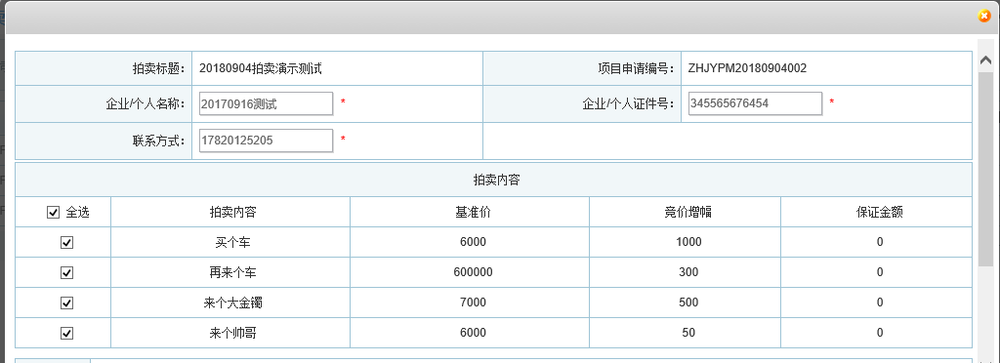 拍卖标题： 20180904拍卖演示测试 项目申请编号： ZHJYPM20180904002
企业/个人名称： 20170916测试 * 企业/个人证件号： 345565676454 *
联系方式： 17820125205 *
拍卖内容
全选 拍卖内容 基准价 竟价增幅 保证金额
买个车 6000 1000 0
再来个车 600000 300 0
来个大金镯 7000 500 0
来个帅哥 6000 50 0